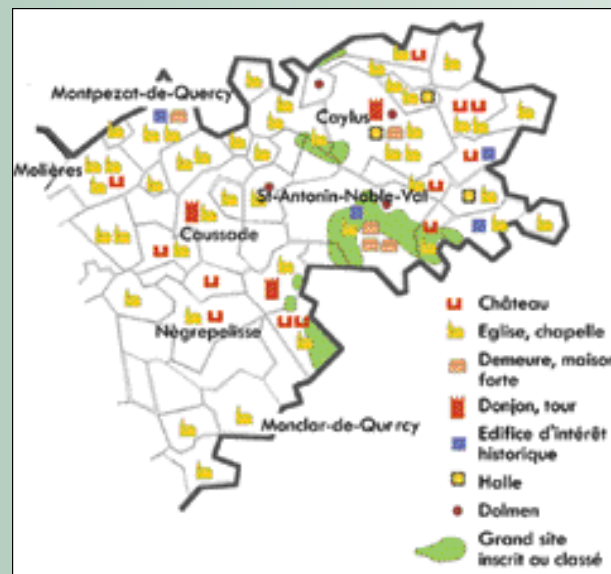 Montpezat-de-Quercy
Caylus
Molières
St-Antonin-Noble-Val
Caussade
Nègrepelisse
Monclar-de-Quercy
Château
Eglise, chapelle
Demeure, maison
forte
Donjon, tour
Edifice d'intérêt
historique
Halle
Dolmen
Grand site
inscrit ou classé